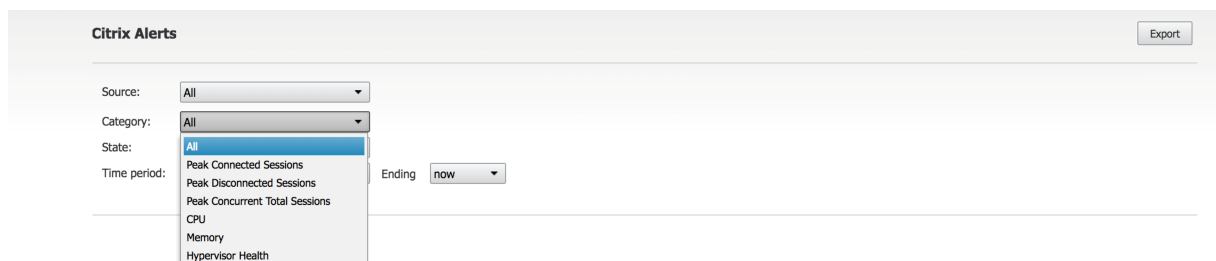 Citrix Alerts
Export
Source: All
Category: All
State:
All
Peak Connected Sessions
Time period:
Ending now
Peak Disconnected Sessions
Peak Concurrent Total Sessions
CPU
Memory
Hypervisor Health